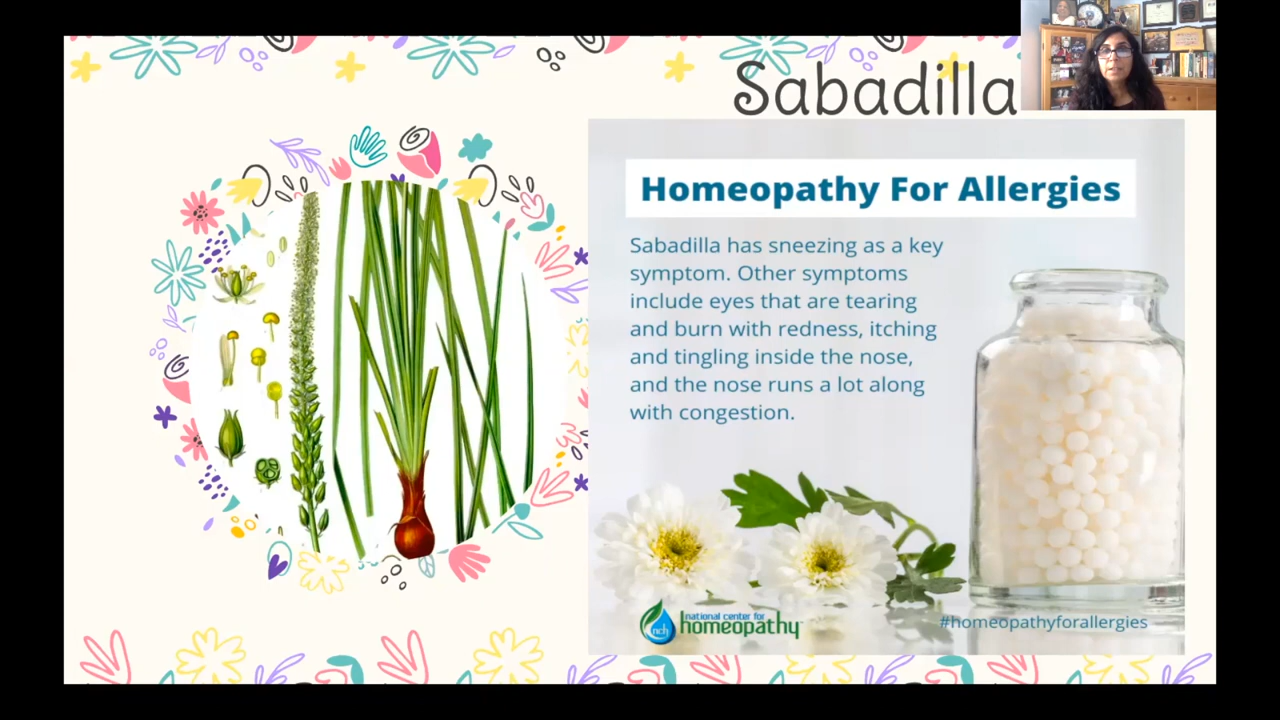 Sabadilla
Homeopathy For Allergies
Sabadilla has sneezing as a key
symptom. Other symptoms
include eyes that are tearing
and burn with redness, itching
and tingling inside the nose,
and the nose runs a lot along
with congestion.
nch
national center for
homeopathy
#homeopathyforallergies